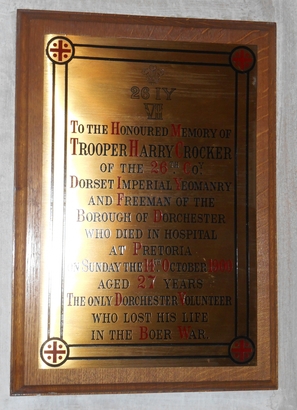 26 IY
TO THE HONOURED MEMORY OF
TROOPER HARRY CROCKER
OF THE 26TH Co.
DORSET IMPERIAL YEOMANRY
AND FREEMAN OF THE
BOROUGH OF DORCHESTER
WHO DIED IN HOSPITAL
AT PRETORIA
ON SUNDAY THE OCTOBER
AGED 27 YEARS
THE ONLY DORCHESTER VOLUNTEER
WHO LOST HIS LIFE
IN THE BOER WAR.